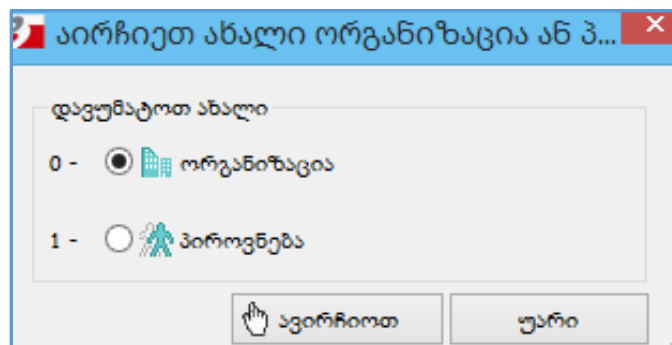 აირჩიეთ ახალი ორგანიზაცია ან პ...
დავუმატოთ ახალი
0 - ორგანიზაცია
1 - პიროვნება
ავირჩიოთ უარი